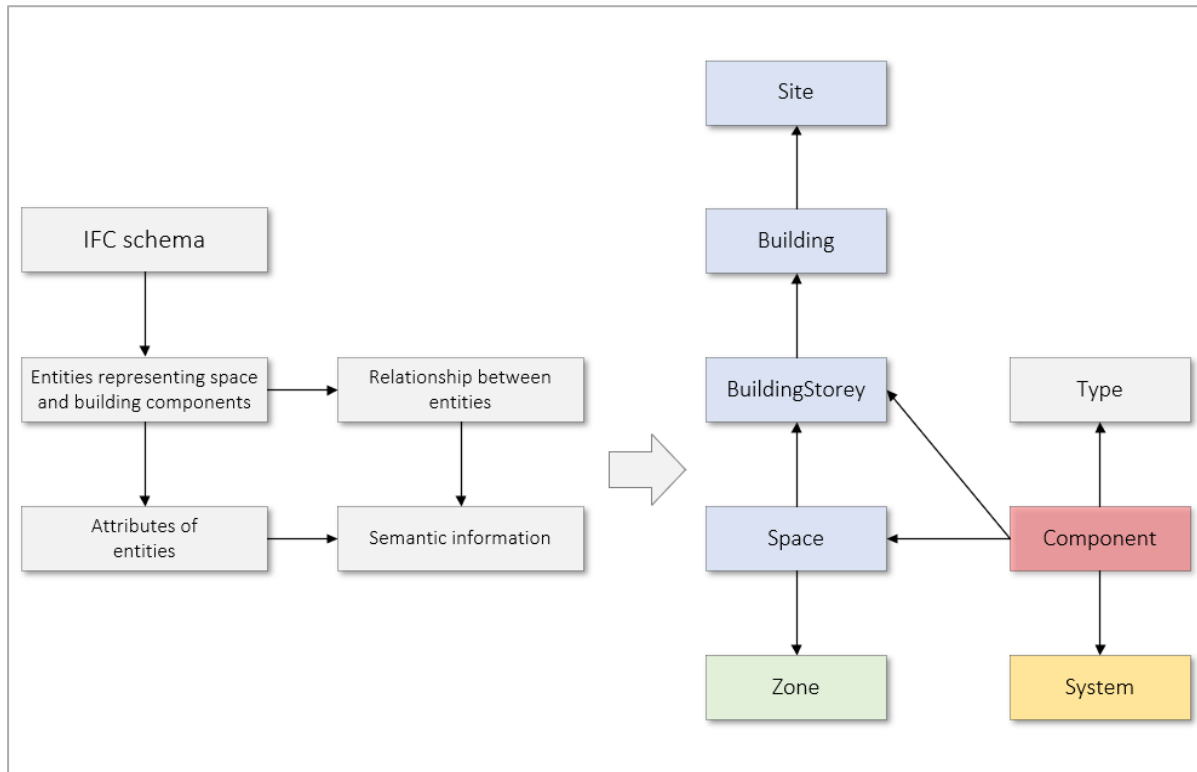 IFC schema
Entities representing space
and building components
Relationship between
entities
Attributes of
entities
Semantic information
Site
Building
BuildingStorey
Type
Space
Component
Zone
System